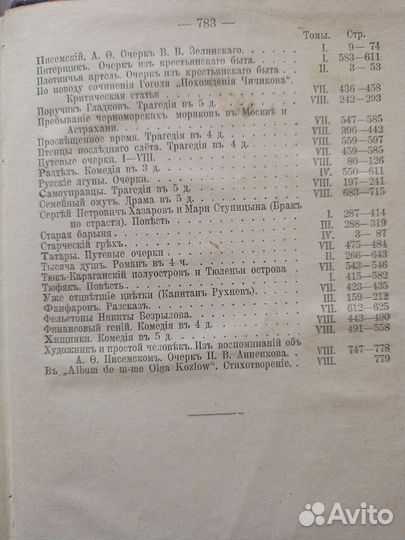 — 783 —
Томы. Стр.
Писемскій. А. Ѳ. Очеркъ В. В. Зелинскаго. I. 9— 74
Питерщикъ. Очеркъ изъ крестьянскаго быта. I. 583—611
Плотничья артель. Очеркъ изъ крестьянскаго быта II. 3— 53
По поводу сочиненія Гоголя „Похожденія Чичикова“
Критическая статья VII. 436—458
Поручикъ Гладковъ. Трагедія въ 5 д. VIII. 242—293
Пребываніе черноморскихъ моряковъ въ Москвѣ и
Астрахани. VII. 547—585
Просвѣщенное время. Трагедія въ 4 д. VIII. 396—442
Птенцы послѣдняго слёта. Трагедія въ 4 д. VIII. 559—597
Путевые очерки. I—VIII. VII. 459—585
Раздѣлъ. Комедія въ 3 д. VIII. 80—126
Русскіе лгуны. Очерки. IV. 550—611
Самоуправцы. Трагедія въ 5 д. VIII. 197—241
Семейный омутъ. Драма въ 5 д. VIII. 683—715
Сергѣй Петровичъ Хазаровъ и Мари Ступицына (Бракъ
по страсти). Повѣсть I. 287—414
Старая барыня III. 288—319
Старческій грѣхъ. IV. 3— 87
Татары. Путевые очерки VII. 475—484
Тысяча душъ. Романъ въ 4 ч. II. 266—643
Тюкъ-Караганскій полуостровъ и Тюленьи острова VII. 543—546
Тюфякъ. Повѣсть I. 415—582
Уже отцвѣтшіе цвѣтки (Капитанъ Рухневъ). VII. 423—435
Фанфаронъ. Разсказъ. III. 159—212
Фельетоны Никиты Безрылова. VII. 612—625
Финансовый геній. Комедія въ 4 д. VIII. 443—490
Хищники. Комедія въ 5 д. VIII. 491—558
Художникъ и простой человѣкъ. Изъ воспоминаній объ
А. Ѳ. Писемскомъ. Очеркъ П. В. Анненкова. VIII. 747—778
Въ „Album de m-me Olga Kozlow“. Стихотвореніе. VIII. 779
Avito